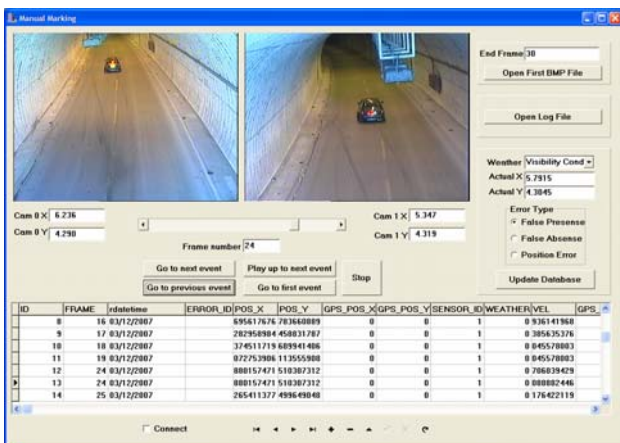 Manual Marking
End Frame 30
Open First BMP File
Open Log File
Weather Visibility Cond
Actual X 5.7915
Actual Y 4.3045
Error Type
False Presense
False Absense
Position Error
Update Database
Cam 0 X 6.236
Cam 0 Y 4.290
Cam 1 X 5.347
Cam 1 Y 4.319
Frame number 24
Go to next event Play up to next event Stop
Go to previous event Go to first event
ID FRAME rdatetime ERROR_ID POS_X POS_Y GPS_POS_X GPS_POS_Y SENSOR_ID WEATHER VEL GPS_
8 16 03/12/2007 695617676 783660889 0 0 1 0 936141968
9 17 03/12/2007 282958984 458831787 0 0 1 0 385635376
10 18 03/12/2007 374511719 689941406 0 0 1 0 045578003
11 19 03/12/2007 072753906 113555908 0 0 1 0 045578003
12 24 03/12/2007 880157471 510307312 0 0 1 0 706039429
13 24 03/12/2007 880157471 510307312 0 0 1 0 080882446
14 25 03/12/2007 265411377 499649048 0 0 1 0 176422119
Connect